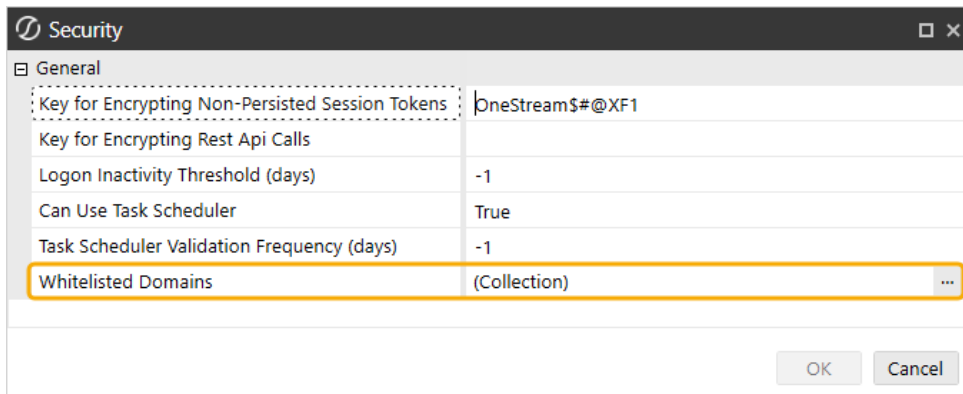 Security
General
Key for Encrypting Non-Persisted Session Tokens OneStream$#@XF1
Key for Encrypting Rest Api Calls
Logon Inactivity Threshold (days) -1
Can Use Task Scheduler True
Task Scheduler Validation Frequency (days) -1
Whitelisted Domains (Collection) ...
OK Cancel